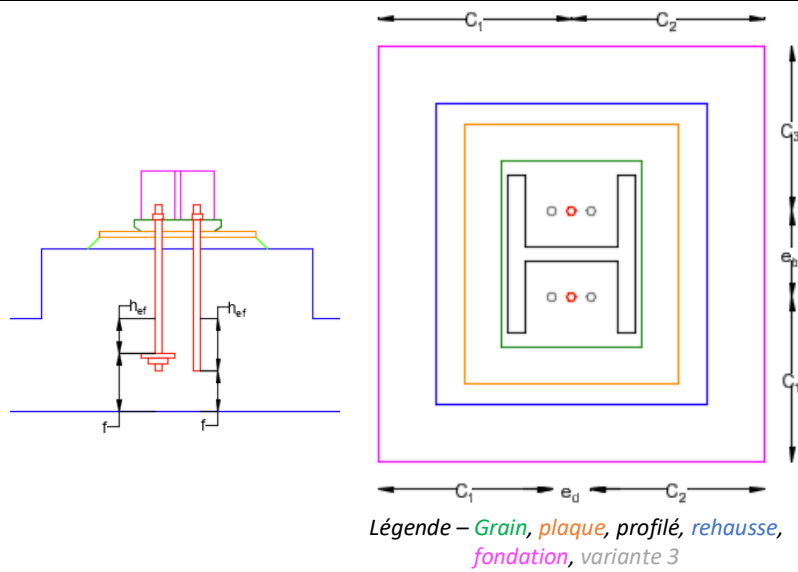 C1
C2
C3
hef
hef
eb
C1
f
f
C1
ed
C2
Légende – Grain, plaque, profilé, rehausse,
fondation, variante 3